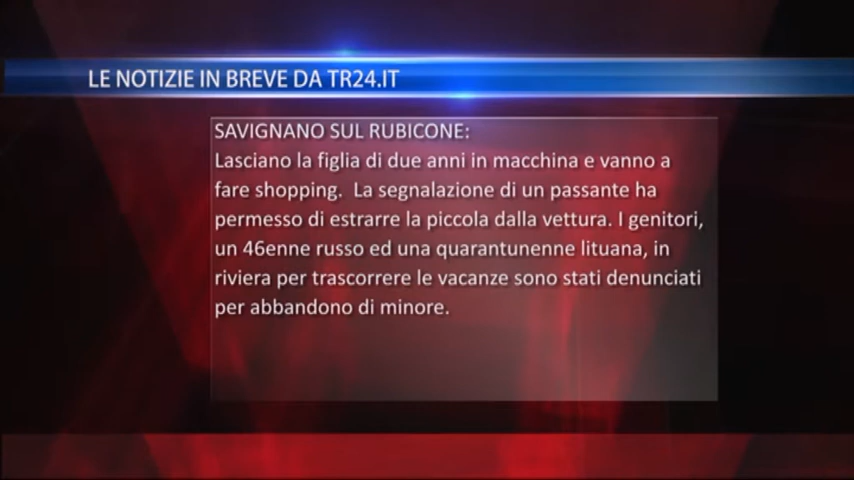 LE NOTIZIE IN BREVE DA TR24.IT
SAVIGNANO SUL RUBICONE:
Lasciano la figlia di due anni in macchina e vanno a
fare shopping. La segnalazione di un passante ha
permesso di estrarre la piccola dalla vettura. I genitori,
un 46enne russo ed una quarantunenne lituana, in
riviera per trascorrere le vacanze sono stati denunciati
per abbandono di minore.